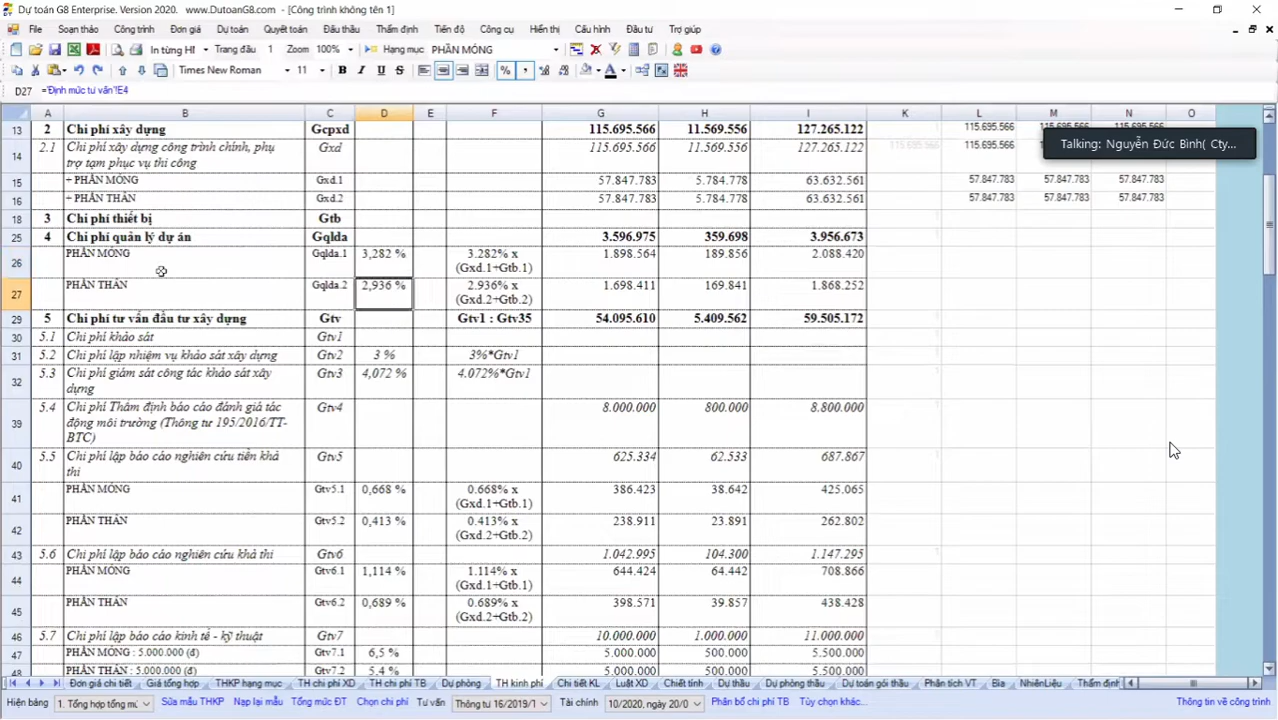 Dự toán G8 Enterprise. Version 2020. www.DutoanG8.com - [Công trình không tên 1]
File Soạn thảo Công trình Đơn giá Dự toán Quyết toán Đấu thầu Thẩm định Tiến độ Công cụ Hiển thị Cấu hình Đầu tư Trợ giúp
In từng HM Trang đầu 1 Zoom 100% Hạng mục PHẦN MÓNG
Times New Roman 11 B I U S % ,
D27 ='Định mức tư vấn'!E4
A B C D E F G H I K L M N O
13 2 Chi phí xây dựng Gcpxd 115.695.566 11.569.556 127.265.122 115.695.566 115.695.566 115.695.566
Talking: Nguyễn Đức Bình( Cty...
14 2.1 Chi phí xây dựng công trình chính, phụ Gxd 115.695.566 11.569.556 127.265.122 115.695.566 115.695.566
trợ tạm phục vụ thi công
15 + PHẦN MÓNG Gxd.1 57.847.783 5.784.778 63.632.561 57.847.783 57.847.783 57.847.783
16 + PHẦN THÂN Gxd.2 57.847.783 5.784.778 63.632.561 57.847.783 57.847.783 57.847.783
18 3 Chi phí thiết bị Gtb
25 4 Chi phí quản lý dự án Gqlda 3.596.975 359.698 3.956.673
26 PHẦN MÓNG Gqlda.1 3,282 % 3.282% x 1.898.564 189.856 2.088.420
(Gxd.1+Gtb.1)
27 PHẦN THÂN Gqlda.2 2,936 % 2.936% x 1.698.411 169.841 1.868.252
(Gxd.2+Gtb.2)
29 5 Chi phí tư vấn đầu tư xây dựng Gtv Gtv1 : Gtv35 54.095.610 5.409.562 59.505.172
30 5.1 Chi phí khảo sát Gtv1
31 5.2 Chi phí lập nhiệm vụ khảo sát xây dựng Gtv2 3 % 3%*Gtv1
32 5.3 Chi phí giám sát công tác khảo sát xây Gtv3 4,072 % 4.072%*Gtv1
dựng
39 5.4 Chi phí Thẩm định báo cáo đánh giá tác Gtv4 8.000.000 800.000 8.800.000
động môi trường (Thông tư 195/2016/TT-
BTC)
40 5.5 Chi phí lập báo cáo nghiên cứu tiền khả Gtv5 625.334 62.533 687.867
thi
41 PHẦN MÓNG Gtv5.1 0,668 % 0.668% x 386.423 38.642 425.065
(Gxd.1+Gtb.1)
42 PHẦN THÂN Gtv5.2 0,413 % 0.413% x 238.911 23.891 262.802
(Gxd.2+Gtb.2)
43 5.6 Chi phí lập báo cáo nghiên cứu khả thi Gtv6 1.042.995 104.300 1.147.295
44 PHẦN MÓNG Gtv6.1 1,114 % 1.114% x 644.424 64.442 708.866
(Gxd.1+Gtb.1)
45 PHẦN THÂN Gtv6.2 0,689 % 0.689% x 398.571 39.857 438.428
(Gxd.2+Gtb.2)
46 5.7 Chi phí lập báo cáo kinh tế - kỹ thuật Gtv7 10.000.000 1.000.000 11.000.000
47 PHẦN MÓNG : 5.000.000 (đ) Gtv7.1 6,5 % 5.000.000 500.000 5.500.000
48 PHẦN THÂN : 5.000.000 (đ) Gtv7.2 5,4 % 5.000.000 500.000 5.500.000
Đơn giá chi tiết Giá tổng hợp THKP hạng mục TH chi phí XD TH chi phí TB Dự phòng TH kinh phí Chi tiết KL Luật XD Chiết tính Dự thầu Dự phòng thầu Dự toán gói thầu Phân tích VT Bìa NhiênLiệu Thẩm định
Hiện bảng 1. Tổng hợp tổng mức Sửa mẫu THKP Nạp lại mẫu Tổng mức ĐT Chọn chi phí Tư vấn Thông tư 16/2019/T Tài chính 10/2020, ngày 20/0 Phân bổ chi phí TB Tùy chọn khác... Thông tin về công trình